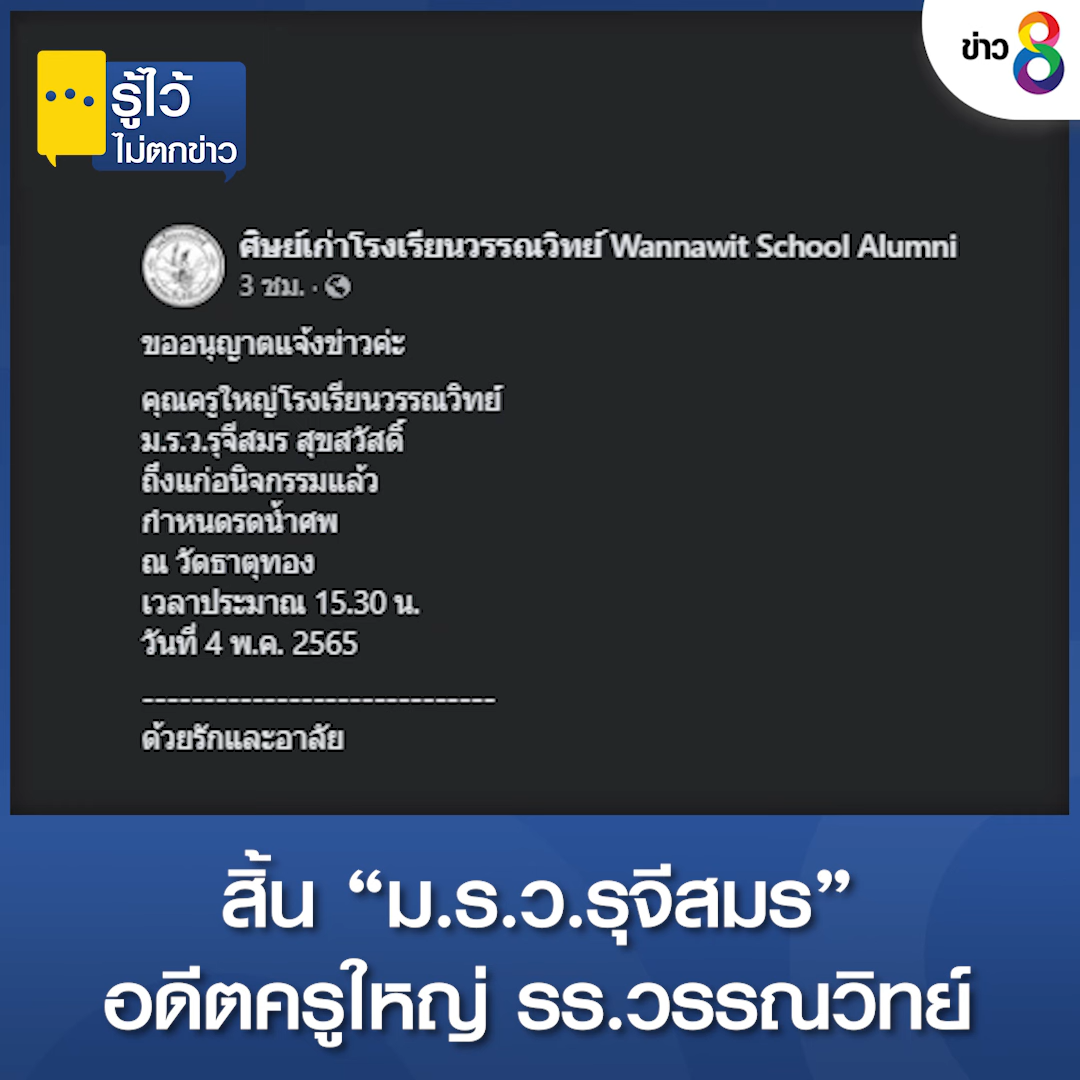 รู้ไว้
ไม่ตกข่าว
ข่าว 8
ศิษย์เก่าโรงเรียนวรรณวิทย์ Wannawit School Alumni
3 ชม. ·
ขออนุญาตแจ้งข่าวค่ะ
คุณครูใหญ่โรงเรียนวรรณวิทย์
ม.ร.ว.รุจีสมร สุขสวัสดิ์
ถึงแก่อนิจกรรมแล้ว
กำหนดรดน้ำศพ
ณ วัดธาตุทอง
เวลาประมาณ 15.30 น.
วันที่ 4 พ.ค. 2565
-----------------------------
ด้วยรักและอาลัย
สิ้น “ม.ร.ว.รุจีสมร”
อดีตครูใหญ่ รร.วรรณวิทย์